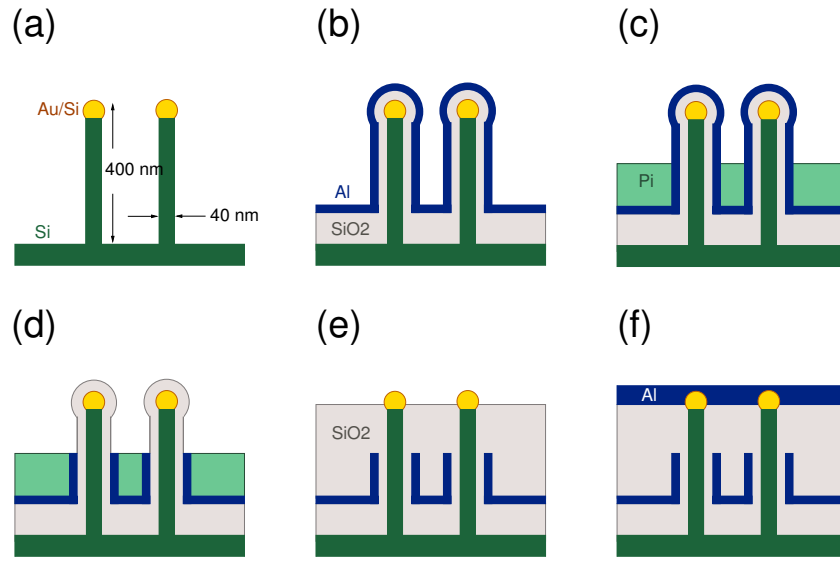 (a)
(b)
(c)
Au/Si
400 nm
40 nm
Si
Al
SiO2
Pi
(d)
(e)
(f)
SiO2
Al